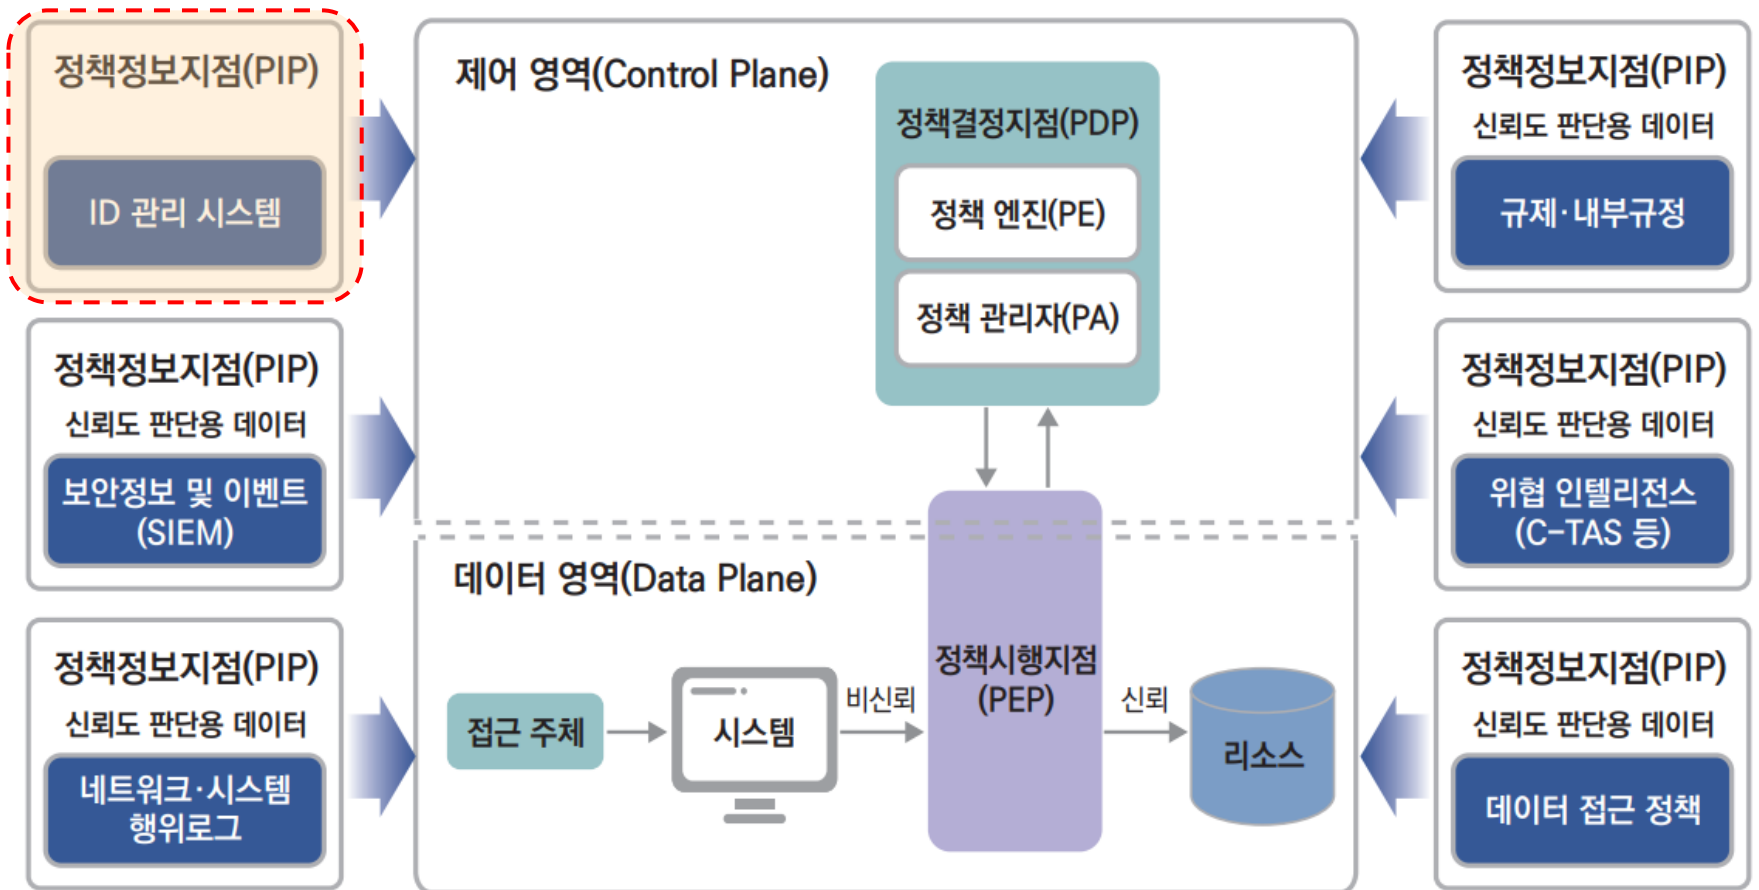 정책정보지점(PIP)
ID 관리 시스템
정책정보지점(PIP)
신뢰도 판단용 데이터
보안정보 및 이벤트
(SIEM)
정책정보지점(PIP)
신뢰도 판단용 데이터
네트워크·시스템
행위로그
제어 영역(Control Plane)
정책결정지점(PDP)
정책 엔진(PE)
정책 관리자(PA)
데이터 영역(Data Plane)
접근 주체
시스템
비신뢰
정책시행지점
(PEP)
신뢰
리소스
정책정보지점(PIP)
신뢰도 판단용 데이터
규제·내부규정
정책정보지점(PIP)
신뢰도 판단용 데이터
위협 인텔리전스
(C-TAS 등)
정책정보지점(PIP)
신뢰도 판단용 데이터
데이터 접근 정책